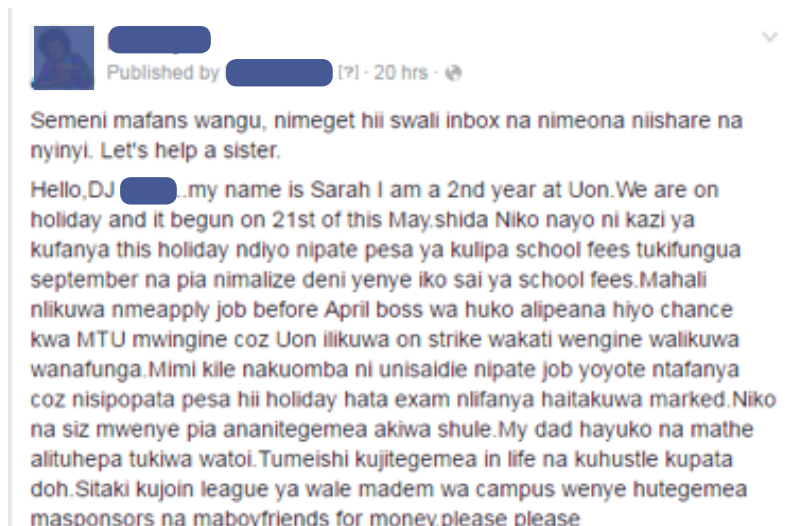 Published by [?] · 20 hrs ·
Semeni mafans wangu, nimeget hii swali inbox na nimeona niishare na
nyinyi. Let's help a sister.
Hello,DJ ..my name is Sarah I am a 2nd year at Uon.We are on
holiday and it begun on 21st of this May.shida Niko nayo ni kazi ya
kufanya this holiday ndiyo nipate pesa ya kulipa school fees tukifungua
september na pia nimalize deni yenye iko sai ya school fees.Mahali
nlikuwa nmeapply job before April boss wa huko alipeana hiyo chance
kwa MTU mwingine coz Uon ilikuwa on strike wakati wengine walikuwa
wanafunga.Mimi kile nakuomba ni unisaidie nipate job yoyote ntafanya
coz nisipopata pesa hii holiday hata exam nlifanya haitakuwa marked.Niko
na siz mwenye pia ananitegemea akiwa shule.My dad hayuko na mathe
alituhepa tukiwa watoi.Tumeishi kujitegemea in life na kuhustle kupata
doh.Sitaki kujoin league ya wale madem wa campus wenye hutegemea
masponsors na maboyfriends for money.please please